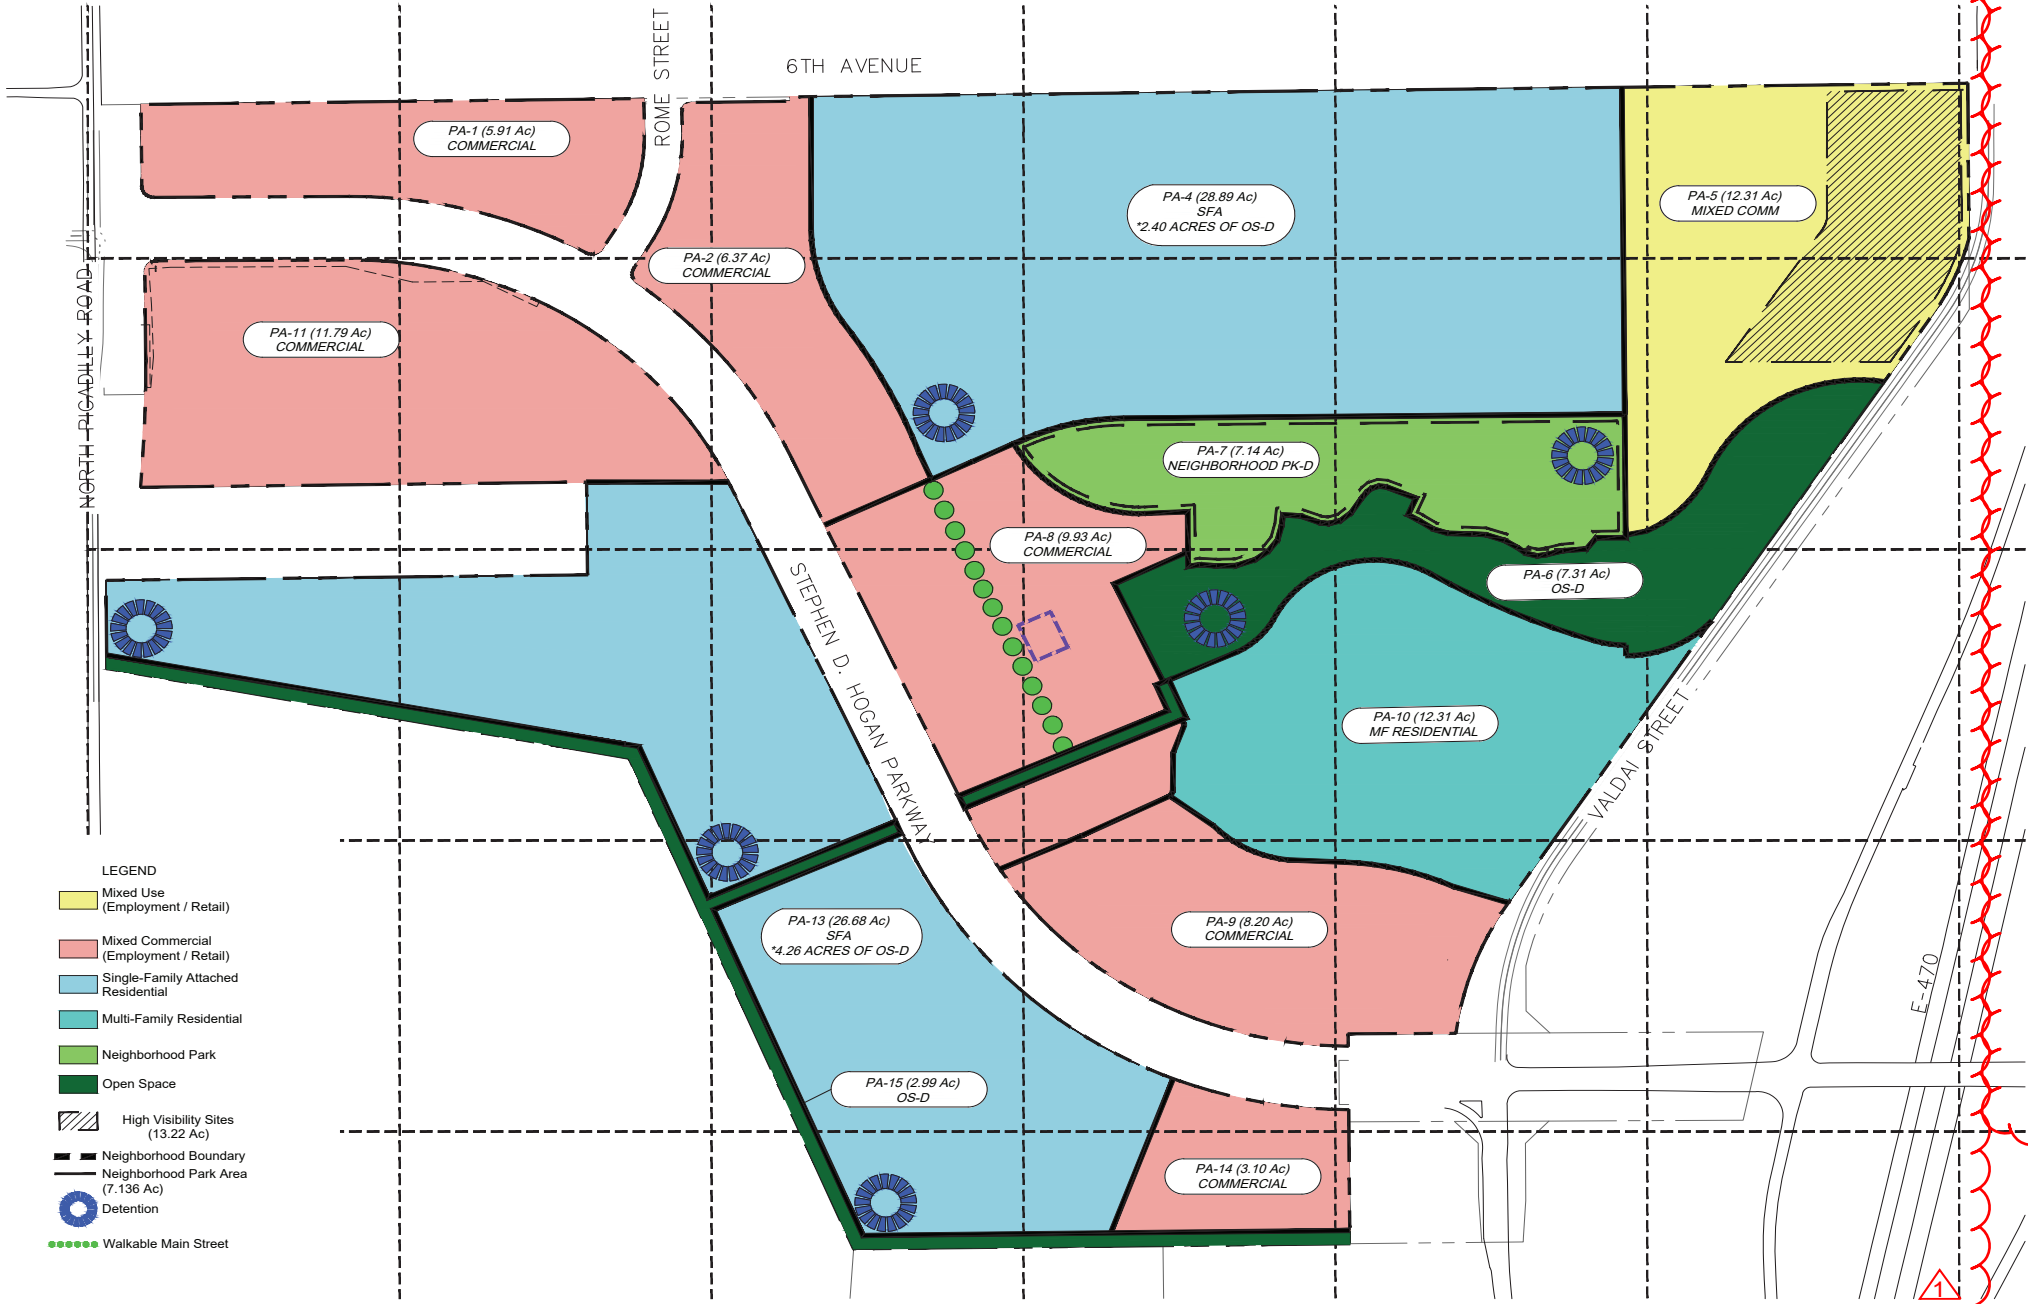 6TH AVENUE
ROME STREET
NORTH PICADILLY ROAD
PA-1 (5.91 Ac)
COMMERCIAL
PA-2 (6.37 Ac)
COMMERCIAL
PA-4 (28.89 Ac)
SFA
*2.40 ACRES OF OS-D
PA-5 (12.31 Ac)
MIXED COMM
PA-11 (11.79 Ac)
COMMERCIAL
PA-7 (7.14 Ac)
NEIGHBORHOOD PK-D
PA-8 (9.93 Ac)
COMMERCIAL
PA-6 (7.31 Ac)
OS-D
STEPHEN D. HOGAN PARKWAY
PA-10 (12.31 Ac)
MF RESIDENTIAL
VALDAI STREET
PA-13 (26.68 Ac)
SFA
*4.26 ACRES OF OS-D
PA-9 (8.20 Ac)
COMMERCIAL
E-470
PA-15 (2.99 Ac)
OS-D
PA-14 (3.10 Ac)
COMMERCIAL
LEGEND
Mixed Use
(Employment / Retail)
Mixed Commercial
(Employment / Retail)
Single-Family Attached
Residential
Multi-Family Residential
Neighborhood Park
Open Space
High Visibility Sites
(13.22 Ac)
Neighborhood Boundary
Neighborhood Park Area
(7.136 Ac)
Detention
Walkable Main Street
1